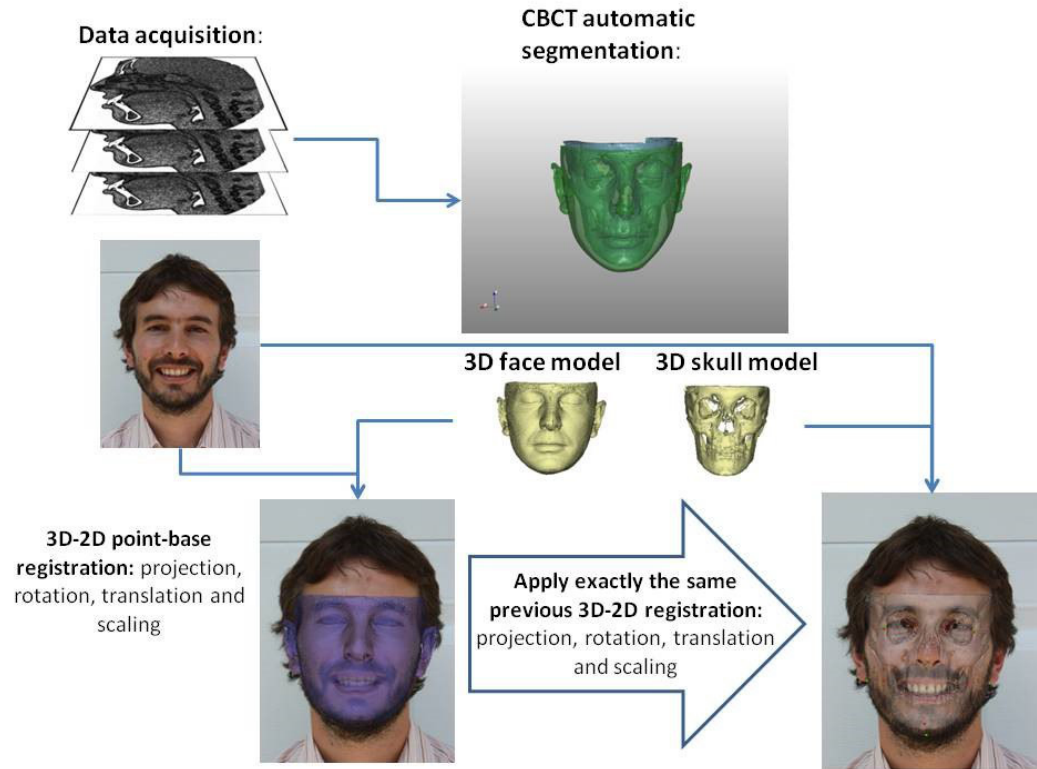 Data acquisition:
CBCT automatic
segmentation:
3D face model
3D skull model
3D-2D point-base
registration: projection,
rotation, translation and
scaling
Apply exactly the same
previous 3D-2D registration:
projection, rotation, translation
and scaling